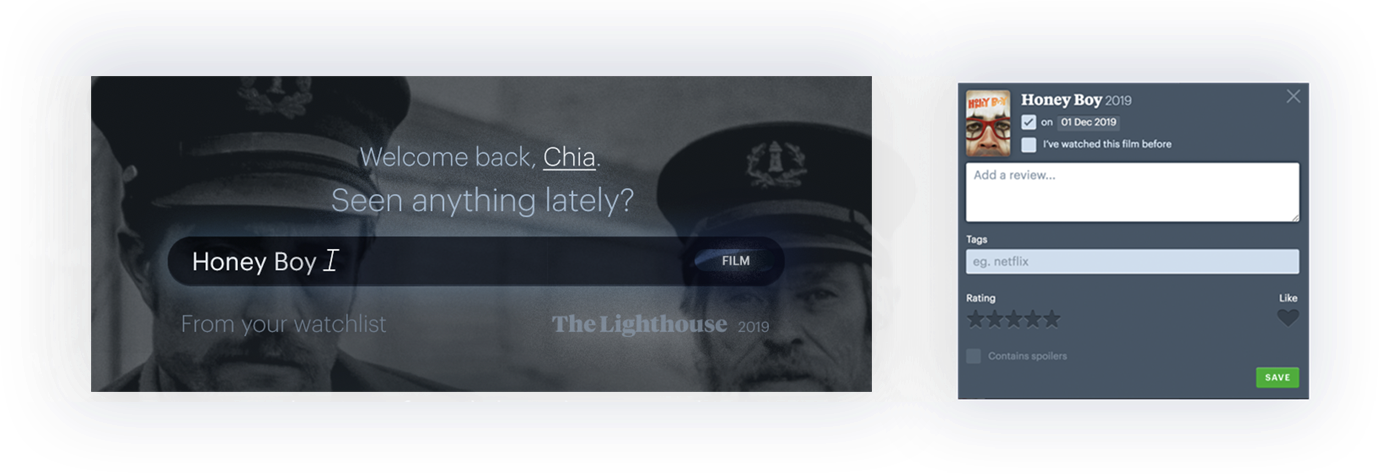 Welcome back, Chia.
Seen anything lately?
Honey Boy
FILM
From your watchlist
The Lighthouse 2019
HONEY BOY
Honey Boy 2019
on 01 Dec 2019
I've watched this film before
Add a review...
Tags
eg. netflix
Rating
Like
Contains spoilers
SAVE